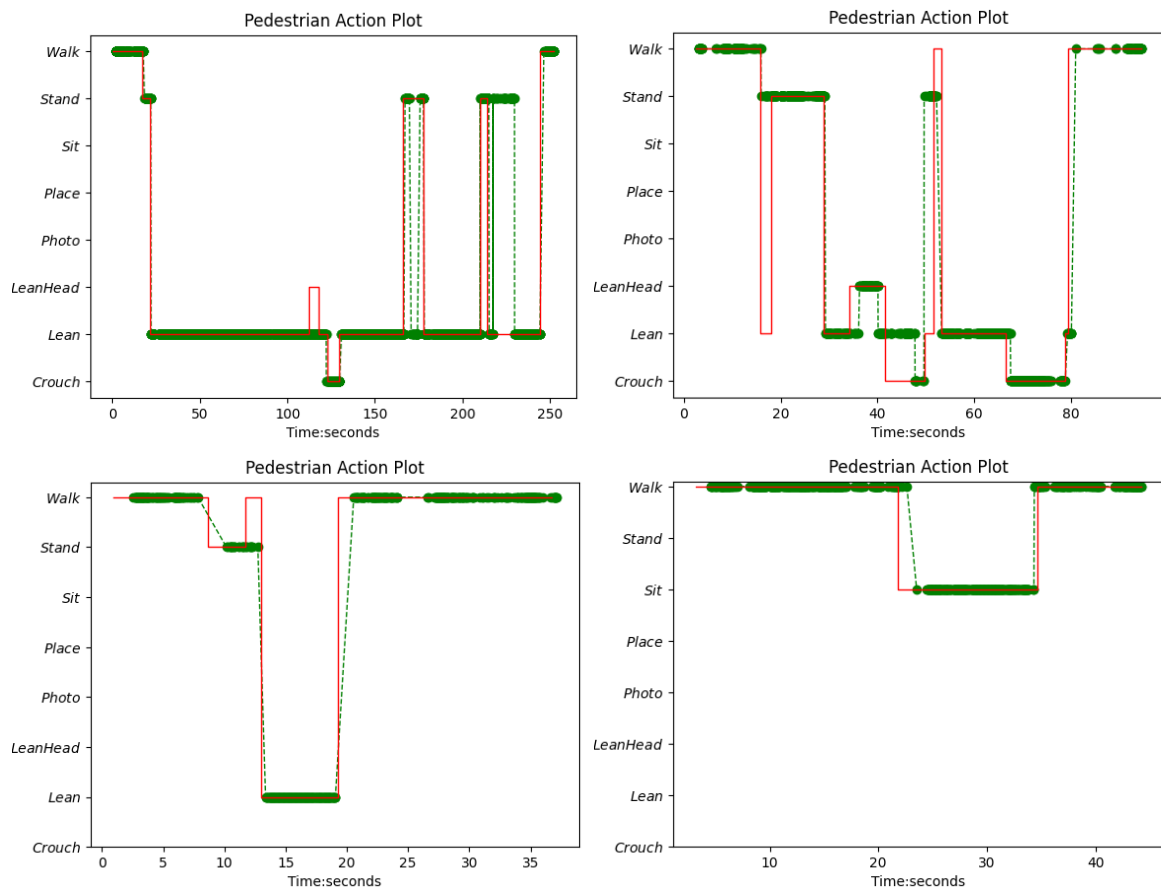 Pedestrian Action Plot
Walk
Stand
Sit
Place
Photo
LeanHead
Lean
Crouch
0 50 100 150 200 250
Time:seconds
Pedestrian Action Plot
Walk
Stand
Sit
Place
Photo
LeanHead
Lean
Crouch
0 20 40 60 80
Time:seconds
Pedestrian Action Plot
Walk
Stand
Sit
Place
Photo
LeanHead
Lean
Crouch
0 5 10 15 20 25 30 35
Time:seconds
Pedestrian Action Plot
Walk
Stand
Sit
Place
Photo
LeanHead
Lean
Crouch
10 20 30 40
Time:seconds